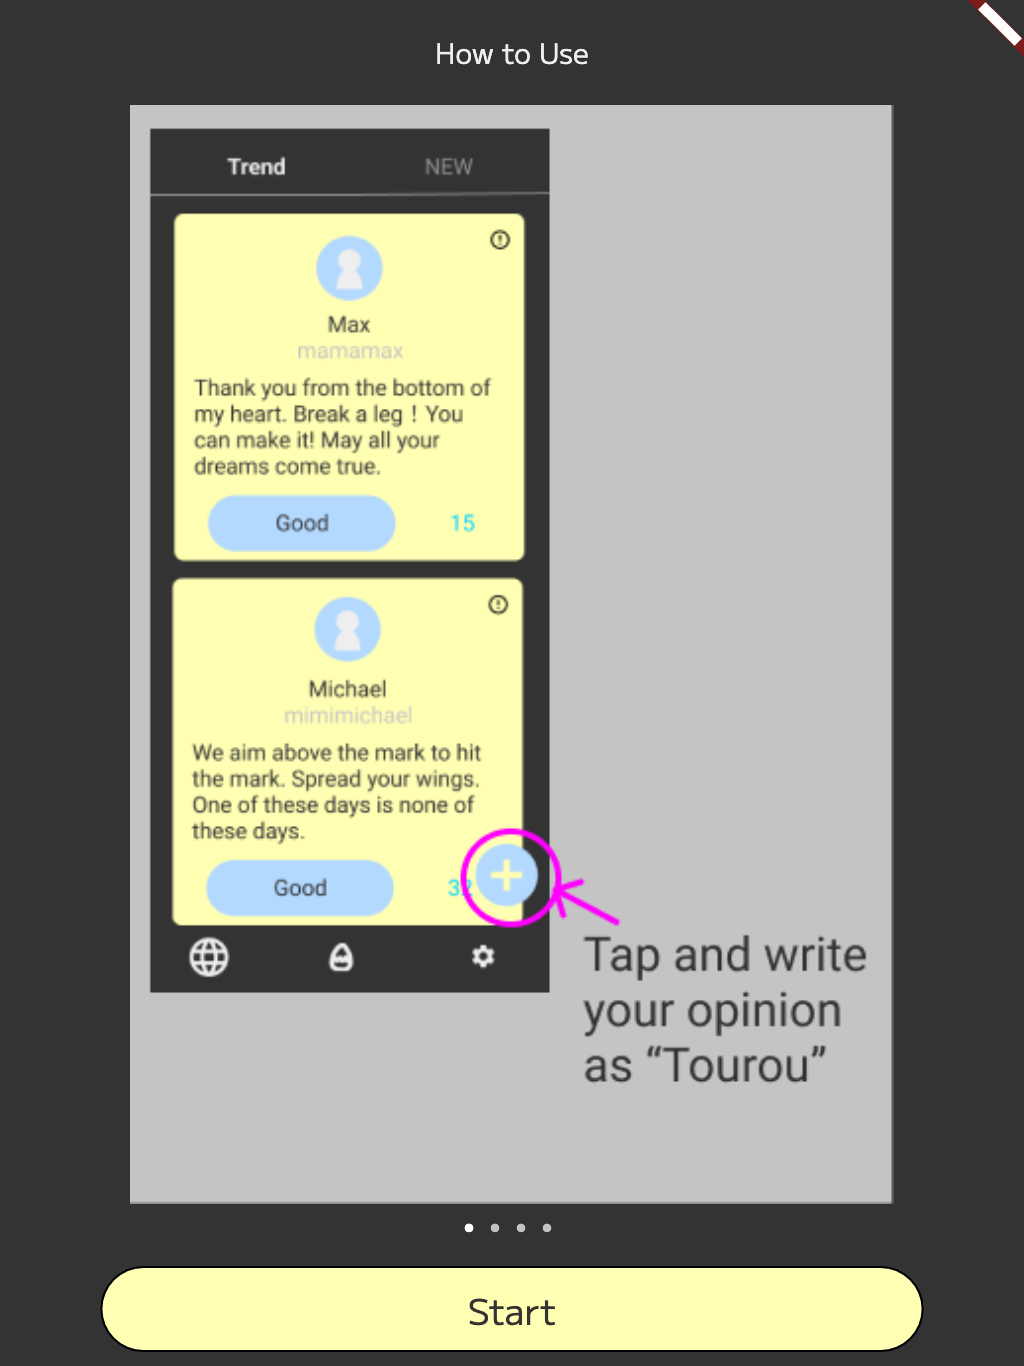 How to Use
Trend
NEW
Max
mamamax
Thank you from the bottom of
my heart. Break a leg ! You
can make it! May all your
dreams come true.
Good
15
Michael
mimimichael
We aim above the mark to hit
the mark. Spread your wings.
One of these days is none of
these days.
Good
32
Tap and write
your opinion
as “Tourou”
Start